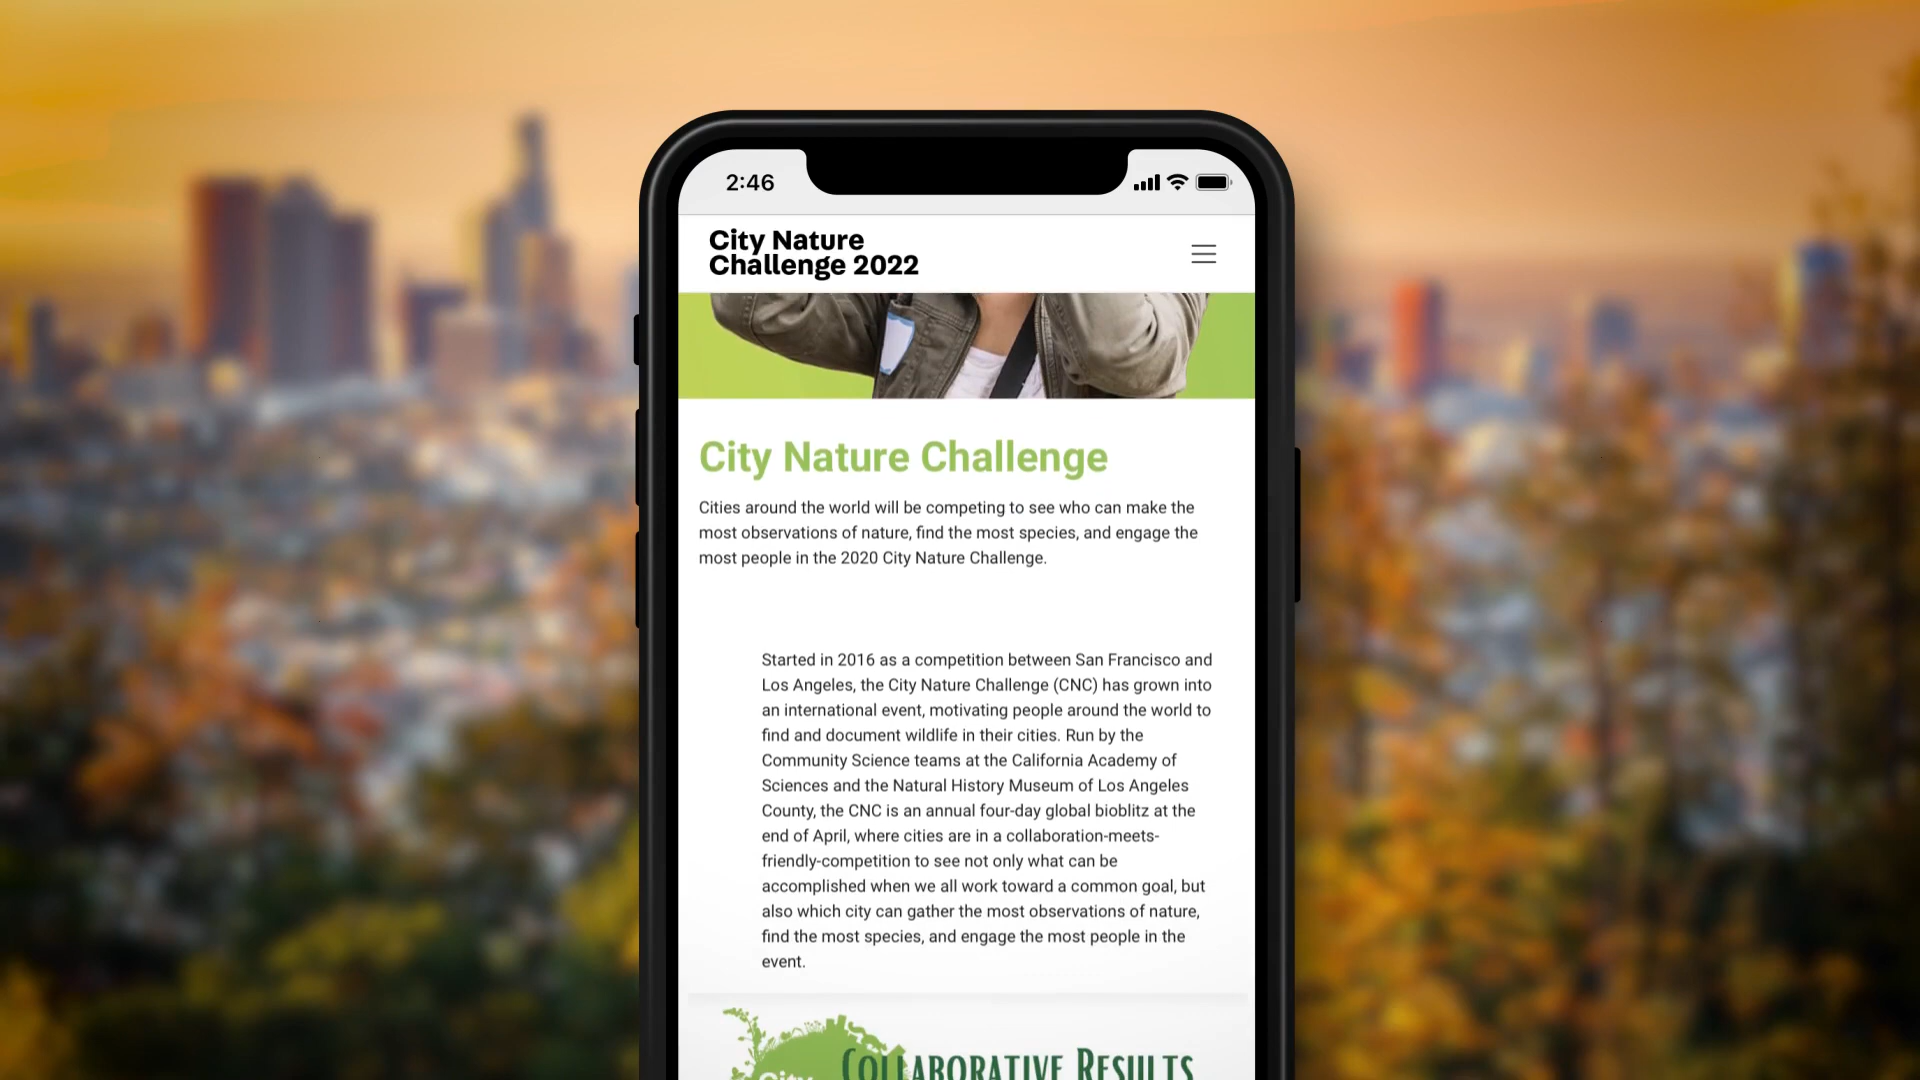 2:46
City Nature
Challenge 2022
City Nature Challenge
Cities around the world will be competing to see who can make the
most observations of nature, find the most species, and engage the
most people in the 2020 City Nature Challenge.
Started in 2016 as a competition between San Francisco and
Los Angeles, the City Nature Challenge (CNC) has grown into
an international event, motivating people around the world to
find and document wildlife in their cities. Run by the
Community Science teams at the California Academy of
Sciences and the Natural History Museum of Los Angeles
County, the CNC is an annual four-day global bioblitz at the
end of April, where cities are in a collaboration-meets-
friendly-competition to see not only what can be
accomplished when we all work toward a common goal, but
also which city can gather the most observations of nature,
find the most species, and engage the most people in the
event.
COLLABORATIVE RESULTS
City